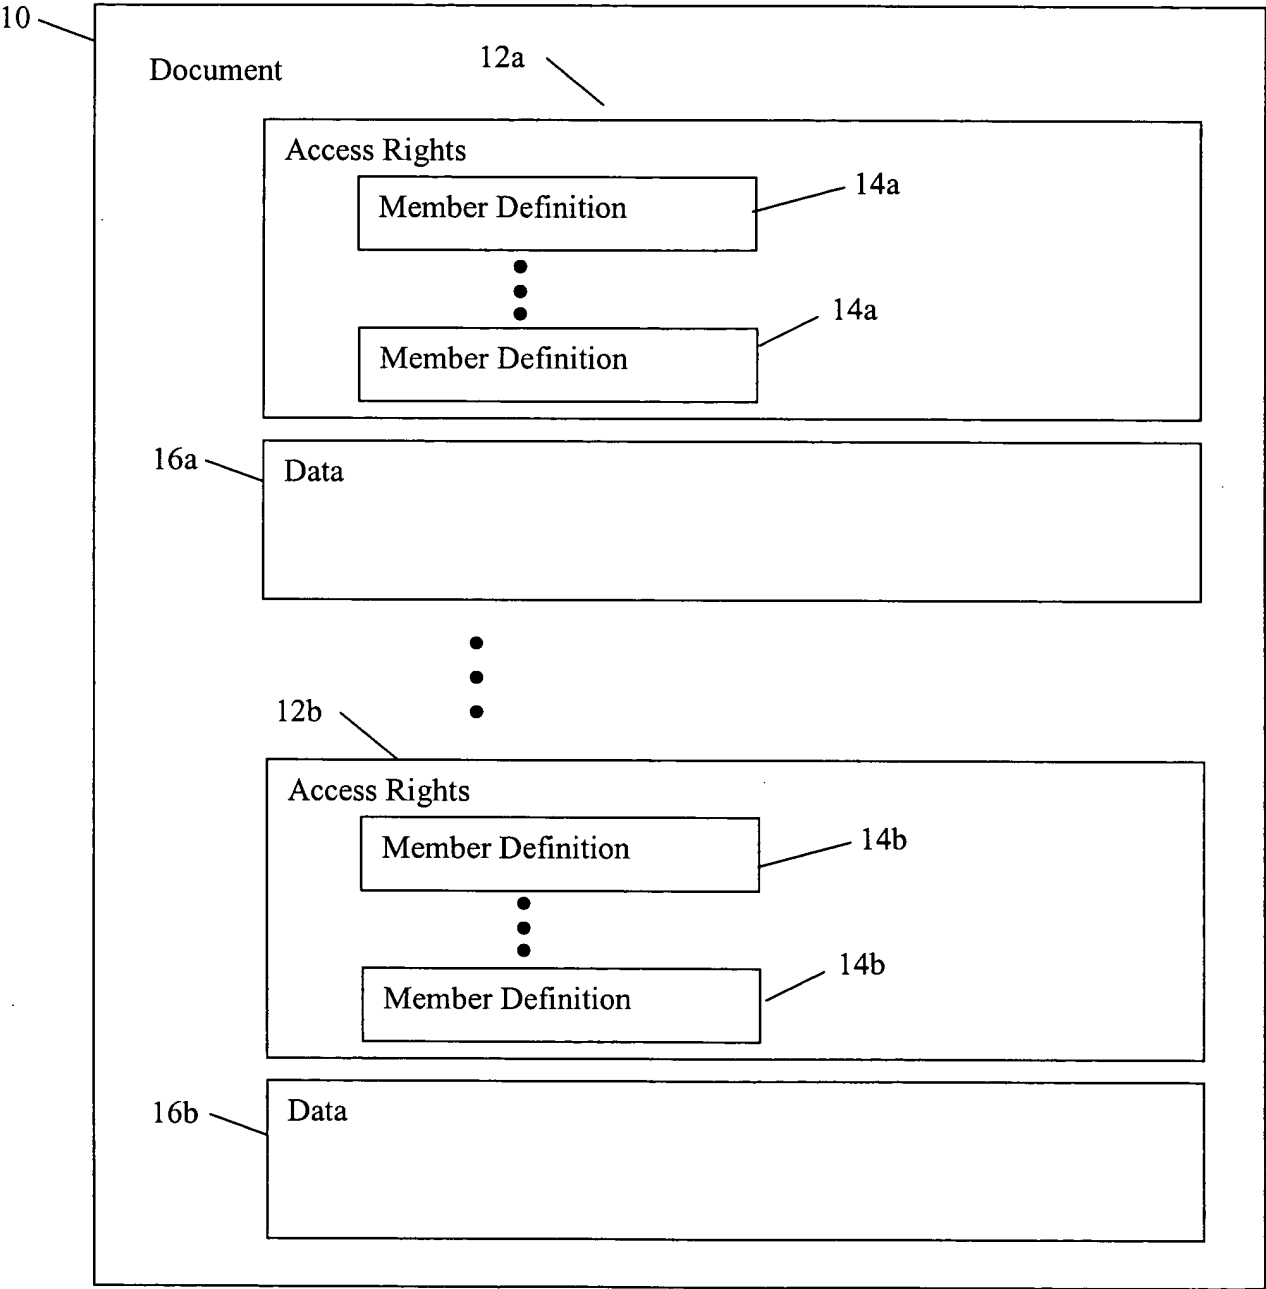 10
Document
12a
Access Rights
Member Definition
14a
Member Definition
14a
16a
Data
12b
Access Rights
Member Definition
14b
Member Definition
14b
16b
Data